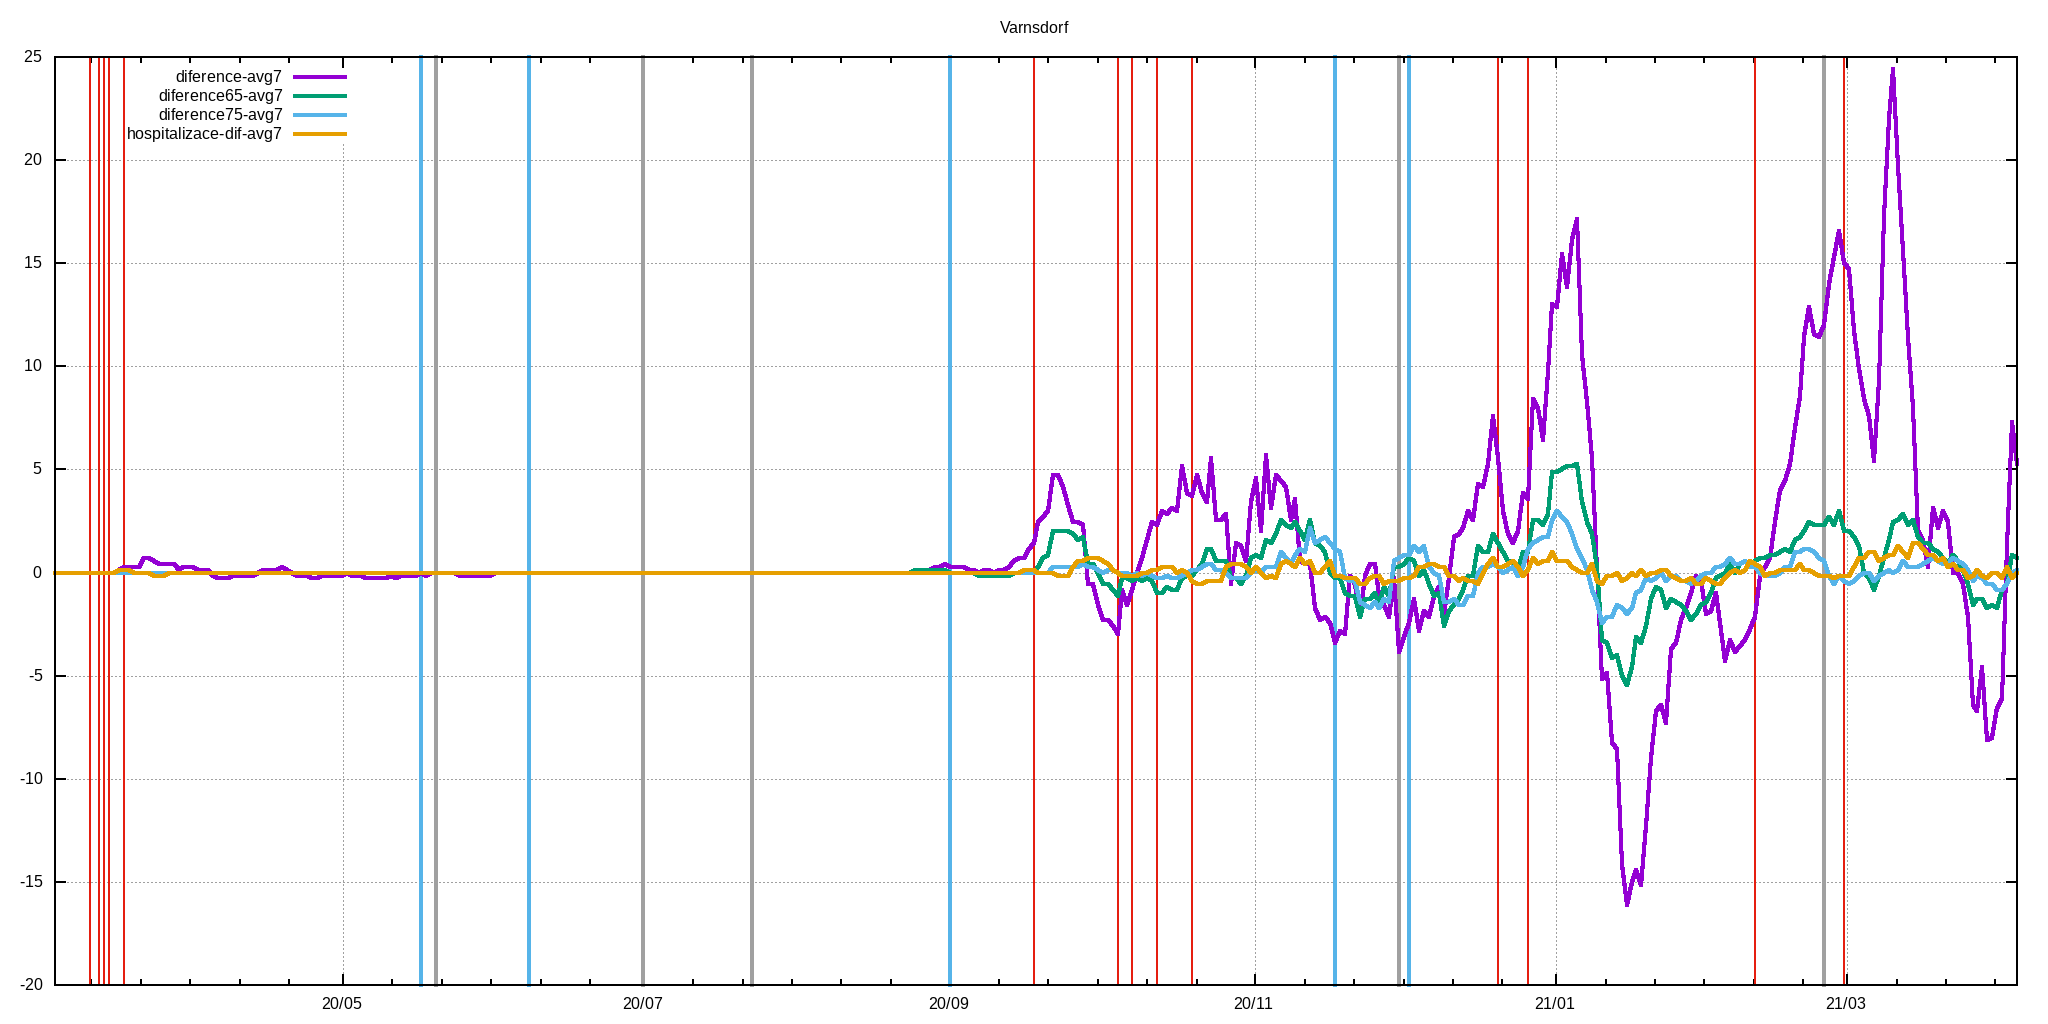 Varnsdorf
25
diference-avg7
diference65-avg7
diference75-avg7
hospitalizace-dif-avg7
20
15
10
5
0
-5
-10
-15
-20
20/05 20/07 20/09 20/11 21/01 21/03